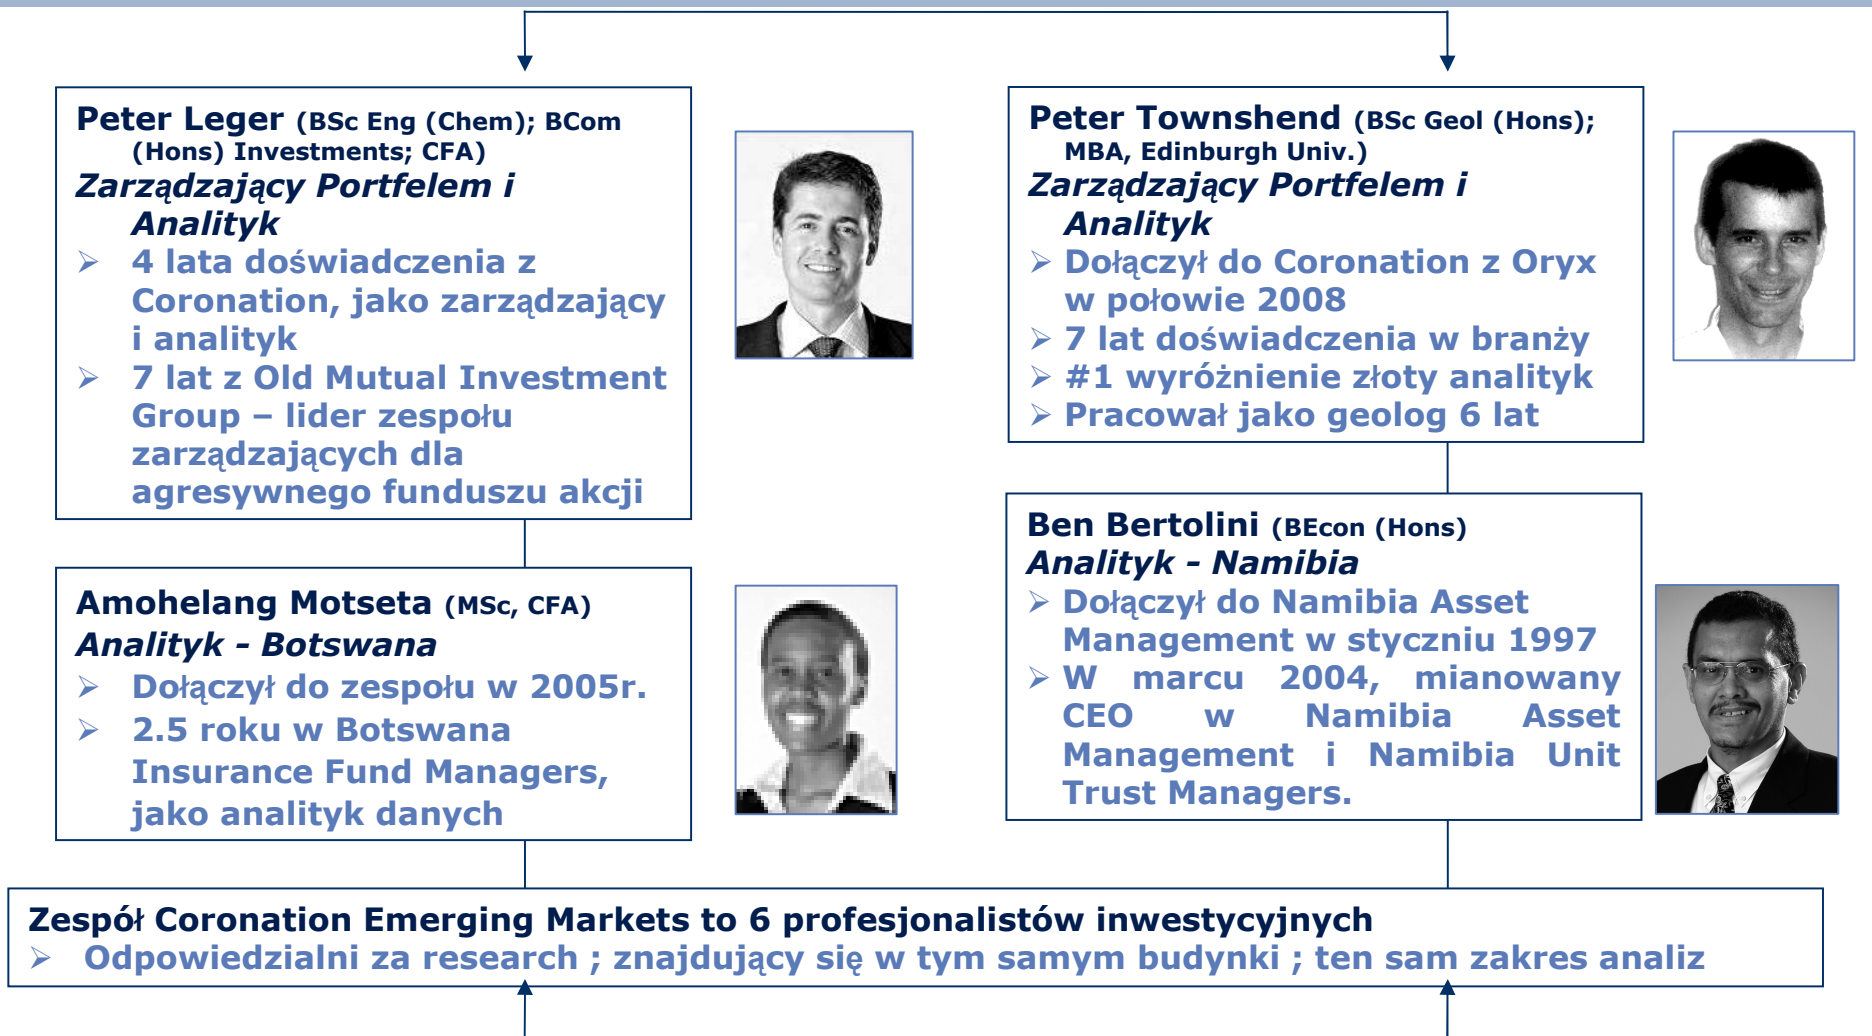 Peter Leger (BSc Eng (Chem); BCom
(Hons) Investments; CFA)
Zarządzający Portfelem i
Analityk
➢ 4 lata doświadczenia z
Coronation, jako zarządzający
i analityk
➢ 7 lat z Old Mutual Investment
Group – lider zespołu
zarządzających dla
agresywnego funduszu akcji
Amohelang Motseta (MSc, CFA)
Analityk - Botswana
➢ Dołączył do zespołu w 2005r.
➢ 2.5 roku w Botswana
Insurance Fund Managers,
jako analityk danych
Peter Townshend (BSc Geol (Hons);
MBA, Edinburgh Univ.)
Zarządzający Portfelem i
Analityk
➢ Dołączył do Coronation z Oryx
w połowie 2008
➢ 7 lat doświadczenia w branży
➢ #1 wyróżnienie złoty analityk
➢ Pracował jako geolog 6 lat
Ben Bertolini (BEcon (Hons)
Analityk - Namibia
➢ Dołączył do Namibia Asset
Management w styczniu 1997
➢ W marcu 2004, mianowany
CEO w Namibia Asset
Management i Namibia Unit
Trust Managers.
Zespół Coronation Emerging Markets to 6 profesjonalistów inwestycyjnych
➢ Odpowiedzialni za research ; znajdujący się w tym samym budynki ; ten sam zakres analiz